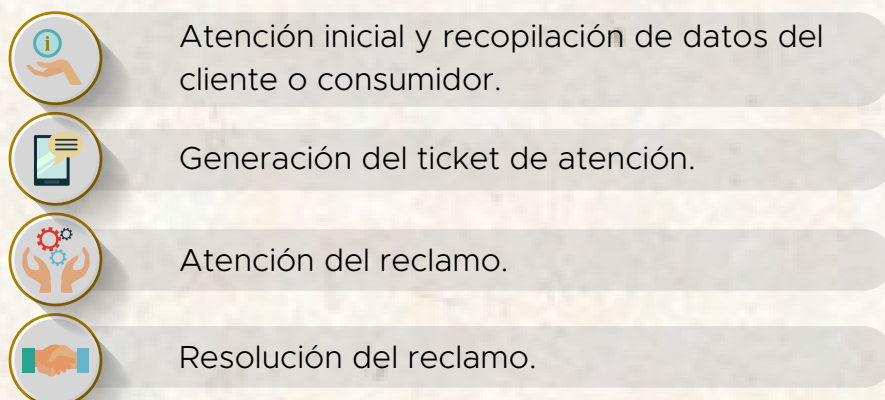 Atención inicial y recopilación de datos del
cliente o consumidor.
Generación del ticket de atención.
Atención del reclamo.
Resolución del reclamo.